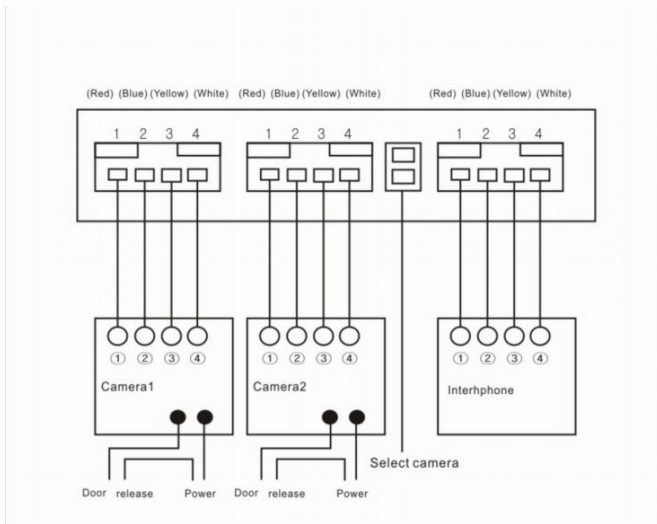 (Red) (Blue) (Yellow) (White) (Red) (Blue) (Yellow) (White) (Red) (Blue) (Yellow) (White)
1 2 3 4 1 2 3 4 1 2 3 4
① ② ③ ④ ① ② ③ ④ ① ② ③ ④
Camera1 Camera2 Interhphone
Select camera
Door release Power Door release Power